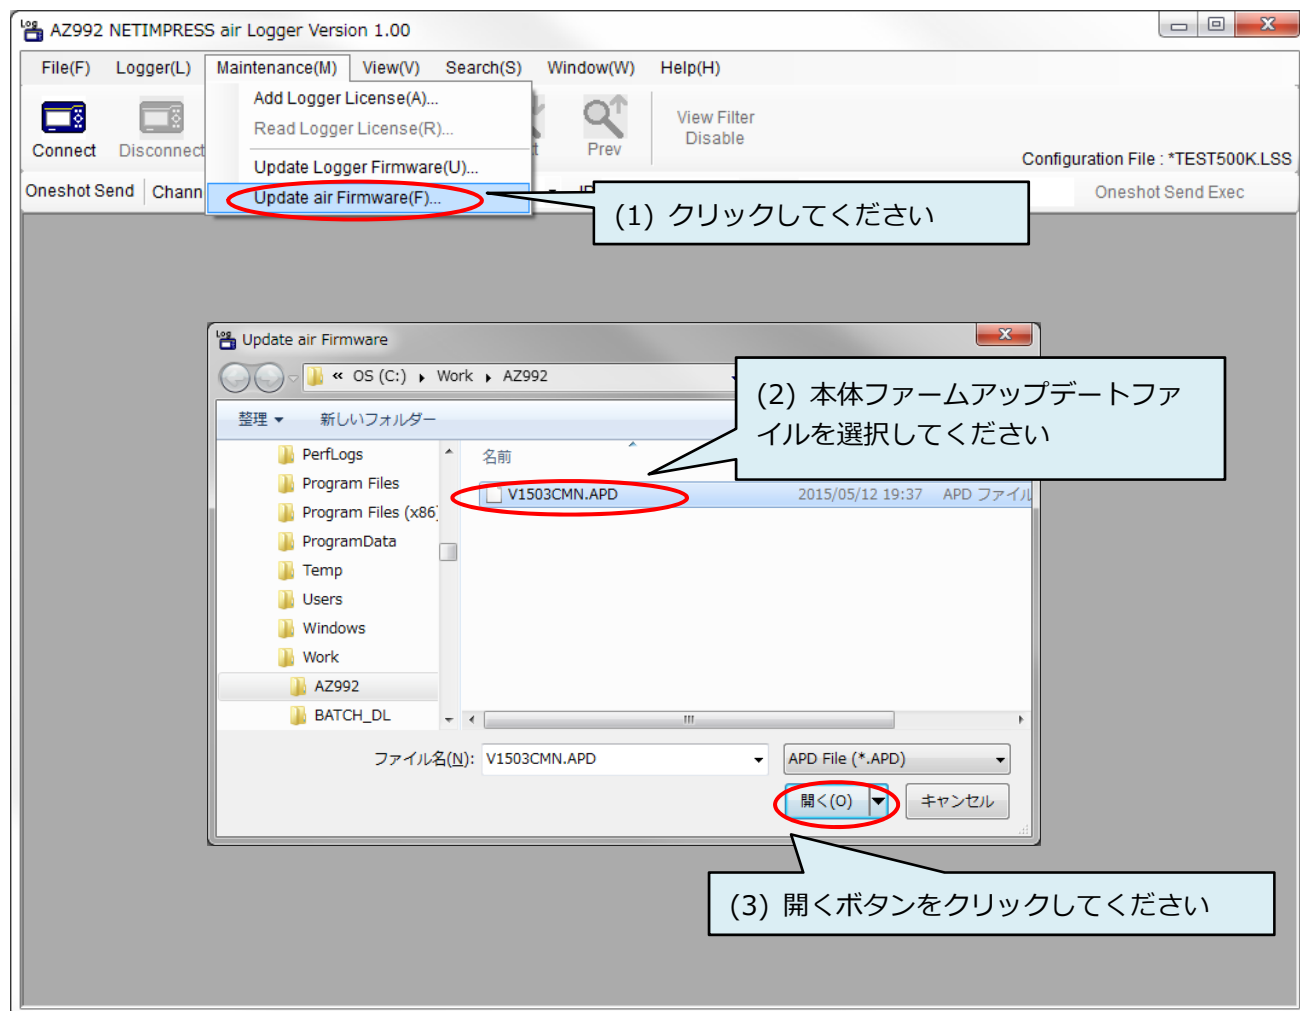 Log AZ992 NETIMPRESS air Logger Version 1.00
File(F) Logger(L) Maintenance(M) View(V) Search(S) Window(W) Help(H)
Add Logger License(A)...
Read Logger License(R)...
Update Logger Firmware(U)...
Update air Firmware(F)...
Connect Disconnect Prev View Filter
Disable
Configuration File : *TEST500K.LSS
Oneshot Send Chann Oneshot Send Exec
(1) クリックしてください
Log Update air Firmware
« OS (C:) Work AZ992
(2) 本体ファームアップデートファ
イルを選択してください
整理 新しいフォルダー
名前
PerfLogs
Program Files
Program Files (x86)
ProgramData
Temp
Users
Windows
Work
AZ992
BATCH_DL
V1503CMN.APD 2015/05/12 19:37 APD ファイル
ファイル名(N): V1503CMN.APD APD File (*.APD)
開く(O) キャンセル
(3) 開くボタンをクリックしてください